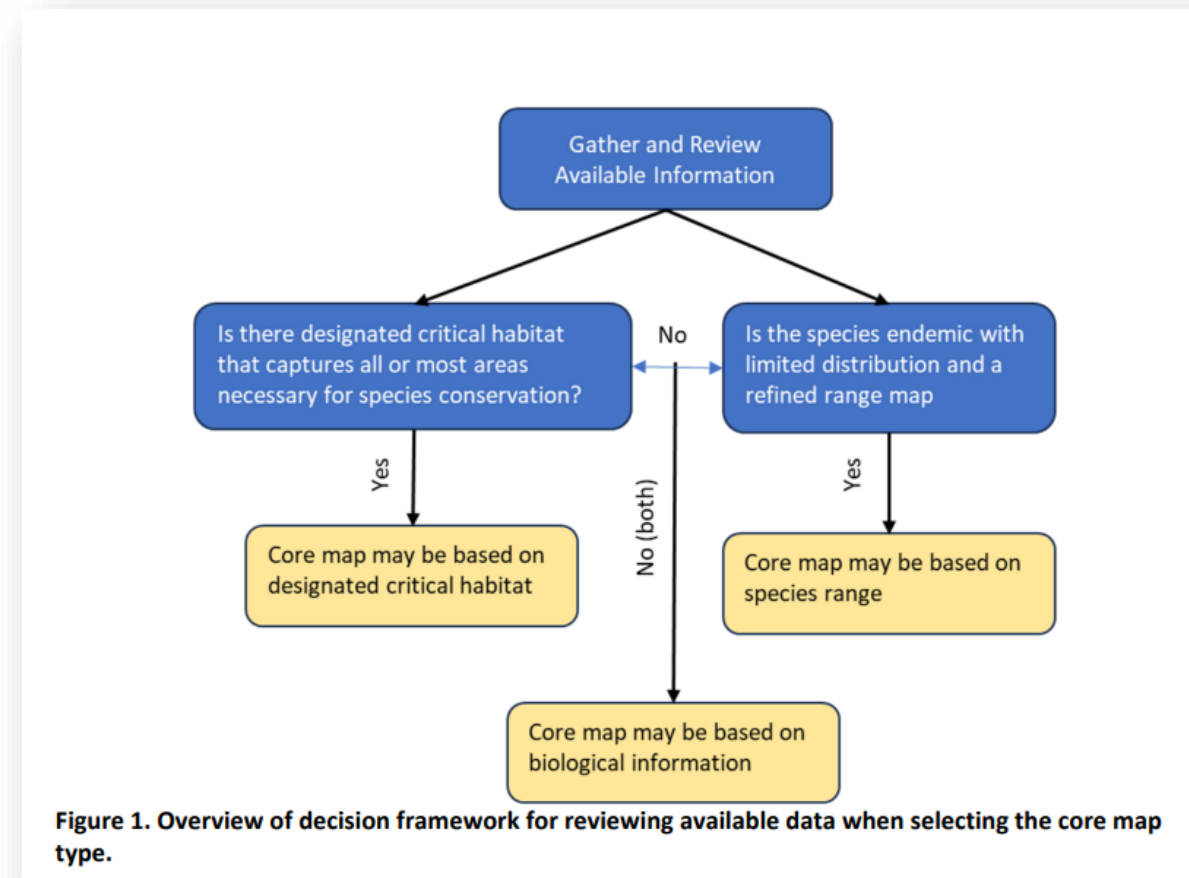 Gather and Review
Available Information
Is there designated critical habitat
that captures all or most areas
necessary for species conservation?
No
Is the species endemic with
limited distribution and a
refined range map
Yes
No (both)
Yes
Core map may be based on
designated critical habitat
Core map may be based on
species range
Core map may be based on
biological information
Figure 1. Overview of decision framework for reviewing available data when selecting the core map
type.